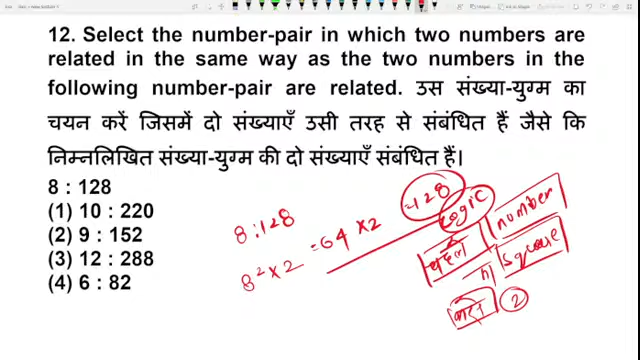 12. Select the number-pair in which two numbers are
related in the same way as the two numbers in the
following number-pair are related. उस संख्या-युग्म का
चयन करें जिसमें दो संख्याएँ उसी तरह से संबंधित हैं जैसे कि
निम्नलिखित संख्या-युग्म की दो संख्याएँ संबंधित हैं।
8 : 128
(1) 10 : 220
(2) 9 : 152
(3) 12 : 288
(4) 6 : 82
8:128
8² x 2 = 64 x 2 = 128
Logic
पहले number
का square
2